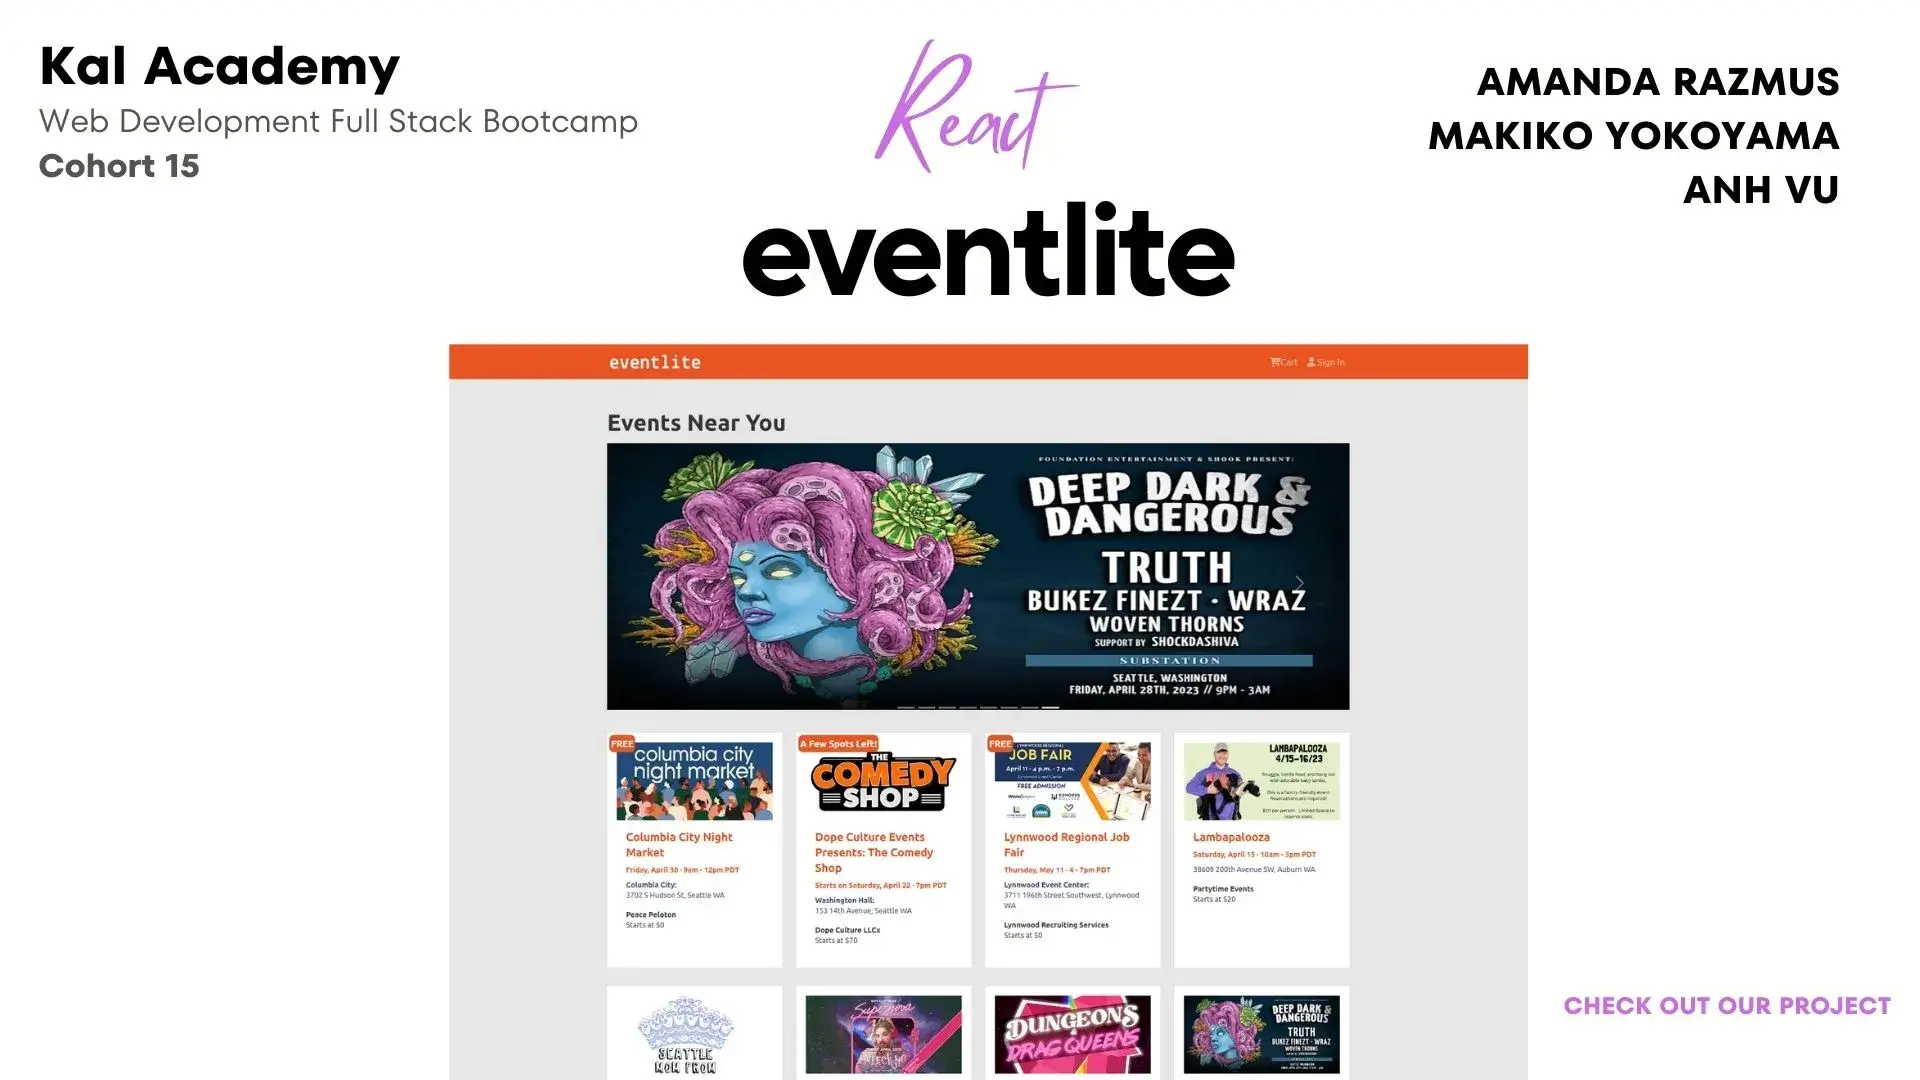 Kal Academy
Web Development Full Stack Bootcamp
Cohort 15
React
eventlite
AMANDA RAZMUS
MAKIKO YOKOYAMA
ANH VU
eventlite
Cart
Sign In
Events Near You
FOUNDATION ENTERTAINMENT & SHOOK PRESENT:
DEEP DARK &
DANGEROUS
TRUTH
BUKEZ FINEZT · WRAZ
WOVEN THORNS
SUPPORT BY SHOCKDASHIVA
SUBSTATION
SEATTLE, WASHINGTON
FRIDAY, APRIL 28TH, 2023 // 9PM - 3AM
FREE
columbia city
night market
Columbia City Night
Market
Friday, April 30 · 9am - 12pm PDT
Columbia City:
3702 S Hudson St, Seattle WA
Peace Peloton
Starts at $0
A Few Spots Left!
THE
COMEDY
SHOP
Dope Culture Events
Presents: The Comedy
Shop
Starts on Saturday, April 22 · 7pm PDT
Washington Hall:
153 14th Avenue, Seattle WA
Dope Culture LLCx
Starts at $70
FREE
LYNNWOOD REGIONAL
JOB FAIR
April 11 - 4 p.m. - 7 p.m.
FREE ADMISSION
Lynnwood Regional Job
Fair
Thursday, May 11 · 4 - 7pm PDT
Lynnwood Event Center:
3711 196th Street Southwest, Lynnwood
WA
Lynnwood Recruiting Services
Starts at $0
LAMBAPALOOZA
4/15-16/23
Lambapalooza
Saturday, April 15 · 10am - 3pm PDT
38609 200th Avenue SW, Auburn WA
Partytime Events
Starts at $20
SEATTLE
MOM PROM
Supernova
DUNGEONS
DRAG QUEENS
DEEP DARK &
DANGEROUS
TRUTH
BUKEZ FINEZT · WRAZ
WOVEN THORNS
CHECK OUT OUR PROJECT